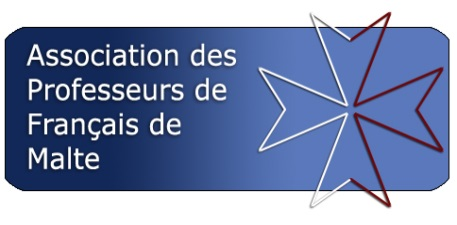 Association des
Professeurs de
Français de
Malte